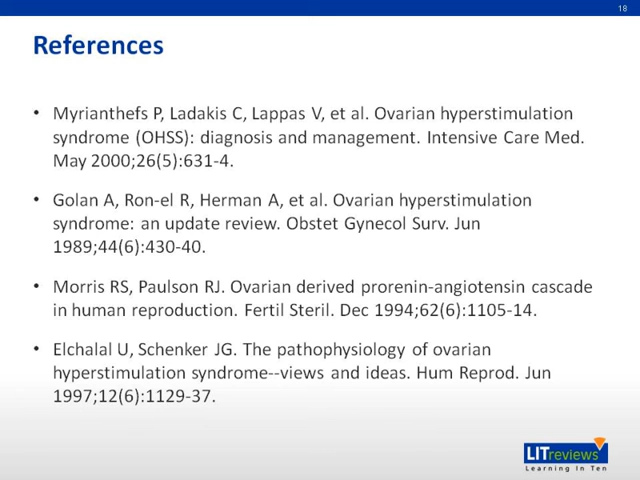 18
References
• Myrianthefs P, Ladakis C, Lappas V, et al. Ovarian hyperstimulation
syndrome (OHSS): diagnosis and management. Intensive Care Med.
May 2000;26(5):631-4.
• Golan A, Ron-el R, Herman A, et al. Ovarian hyperstimulation
syndrome: an update review. Obstet Gynecol Surv. Jun
1989;44(6):430-40.
• Morris RS, Paulson RJ. Ovarian derived prorenin-angiotensin cascade
in human reproduction. Fertil Steril. Dec 1994;62(6):1105-14.
• Elchalal U, Schenker JG. The pathophysiology of ovarian
hyperstimulation syndrome--views and ideas. Hum Reprod. Jun
1997;12(6):1129-37.
LITreviews
Learning In Ten